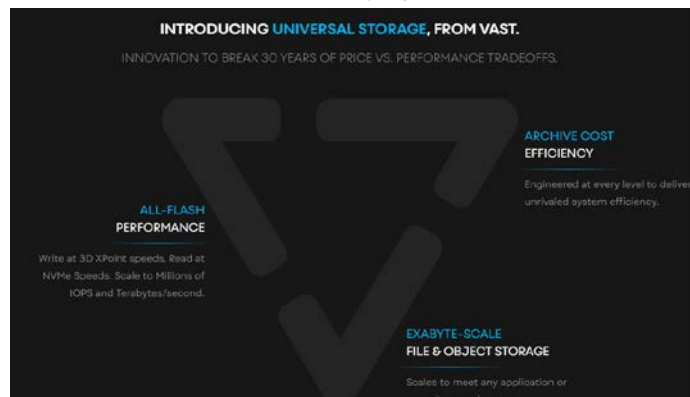 INTRODUCING UNIVERSAL STORAGE, FROM VAST.
INNOVATION TO BREAK 30 YEARS OF PRICE VS. PERFORMANCE TRADEOFFS.
ARCHIVE COST
EFFICIENCY
Engineered at every level to deliver
unrivaled system efficiency.
ALL-FLASH
PERFORMANCE
Write at 3D XPoint speeds. Read at
NVMe Speeds. Scale to Millions of
IOPS and Terabytes/second.
EXABYTE-SCALE
FILE & OBJECT STORAGE
Scales to meet any application or